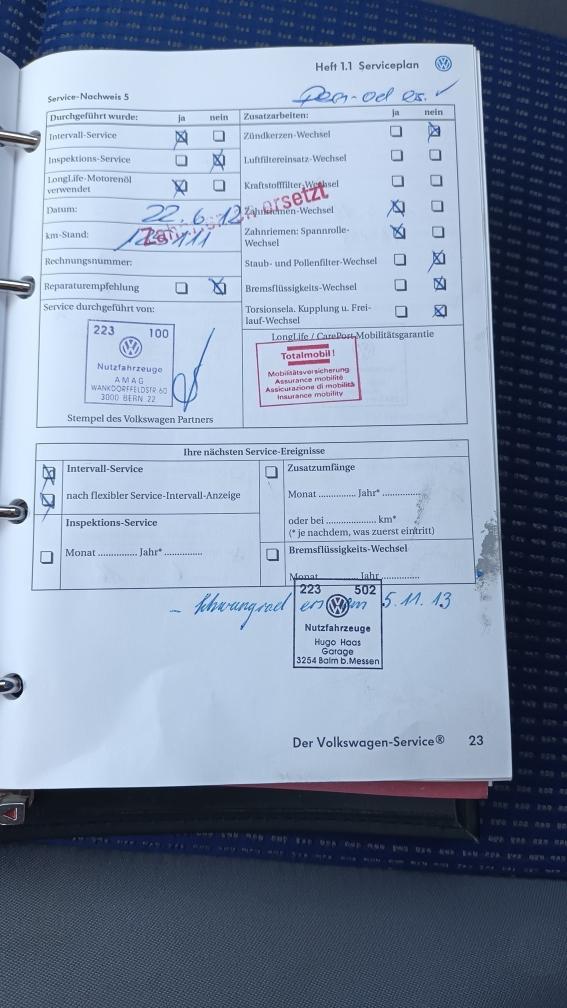 Heft 1.1 Serviceplan
Service-Nachweis 5
es. ✓
Durchgeführt wurde: ja nein
Intervall-Service
Inspektions-Service
LongLife-Motorenöl
verwendet
Datum: 22.6.12
km-Stand: 111
Rechnungsnummer:
Reparaturempfehlung
Service durchgeführt von:
223 100
Nutzfahrzeuge
AMAG
WANKDORFFELDSTR. 60
3000 BERN 22
Stempel des Volkswagen Partners
Zusatzarbeiten: ja nein
Zündkerzen-Wechsel
Luftfiltereinsatz-Wechsel
Kraftstofffilter-Wechsel
Zahnriemen-Wechsel
ersetzt
Zahnriemen: Spannrolle-
Wechsel
Staub- und Pollenfilter-Wechsel
Bremsflüssigkeits-Wechsel
Torsionsela. Kupplung u. Frei-
lauf-Wechsel
LongLife / CarePort-Mobilitätsgarantie
Totalmobil!
Mobilitätsversicherung
Assurance mobilité
Assicurazione di mobilità
Insurance mobility
Ihre nächsten Service-Ereignisse
Intervall-Service
nach flexibler Service-Intervall-Anzeige
Inspektions-Service
Monat .............. Jahr* ..............
Zusatzumfänge
Monat .............. Jahr* ..............
oder bei .................... km*
(* je nachdem, was zuerst eintritt)
Bremsflüssigkeits-Wechsel
Monat .............. Jahr ..............
– Schwungrad 5.11.13
223 502
Nutzfahrzeuge
Hugo Haas
Garage
3254 Balm b.Messen
Der Volkswagen-Service® 23